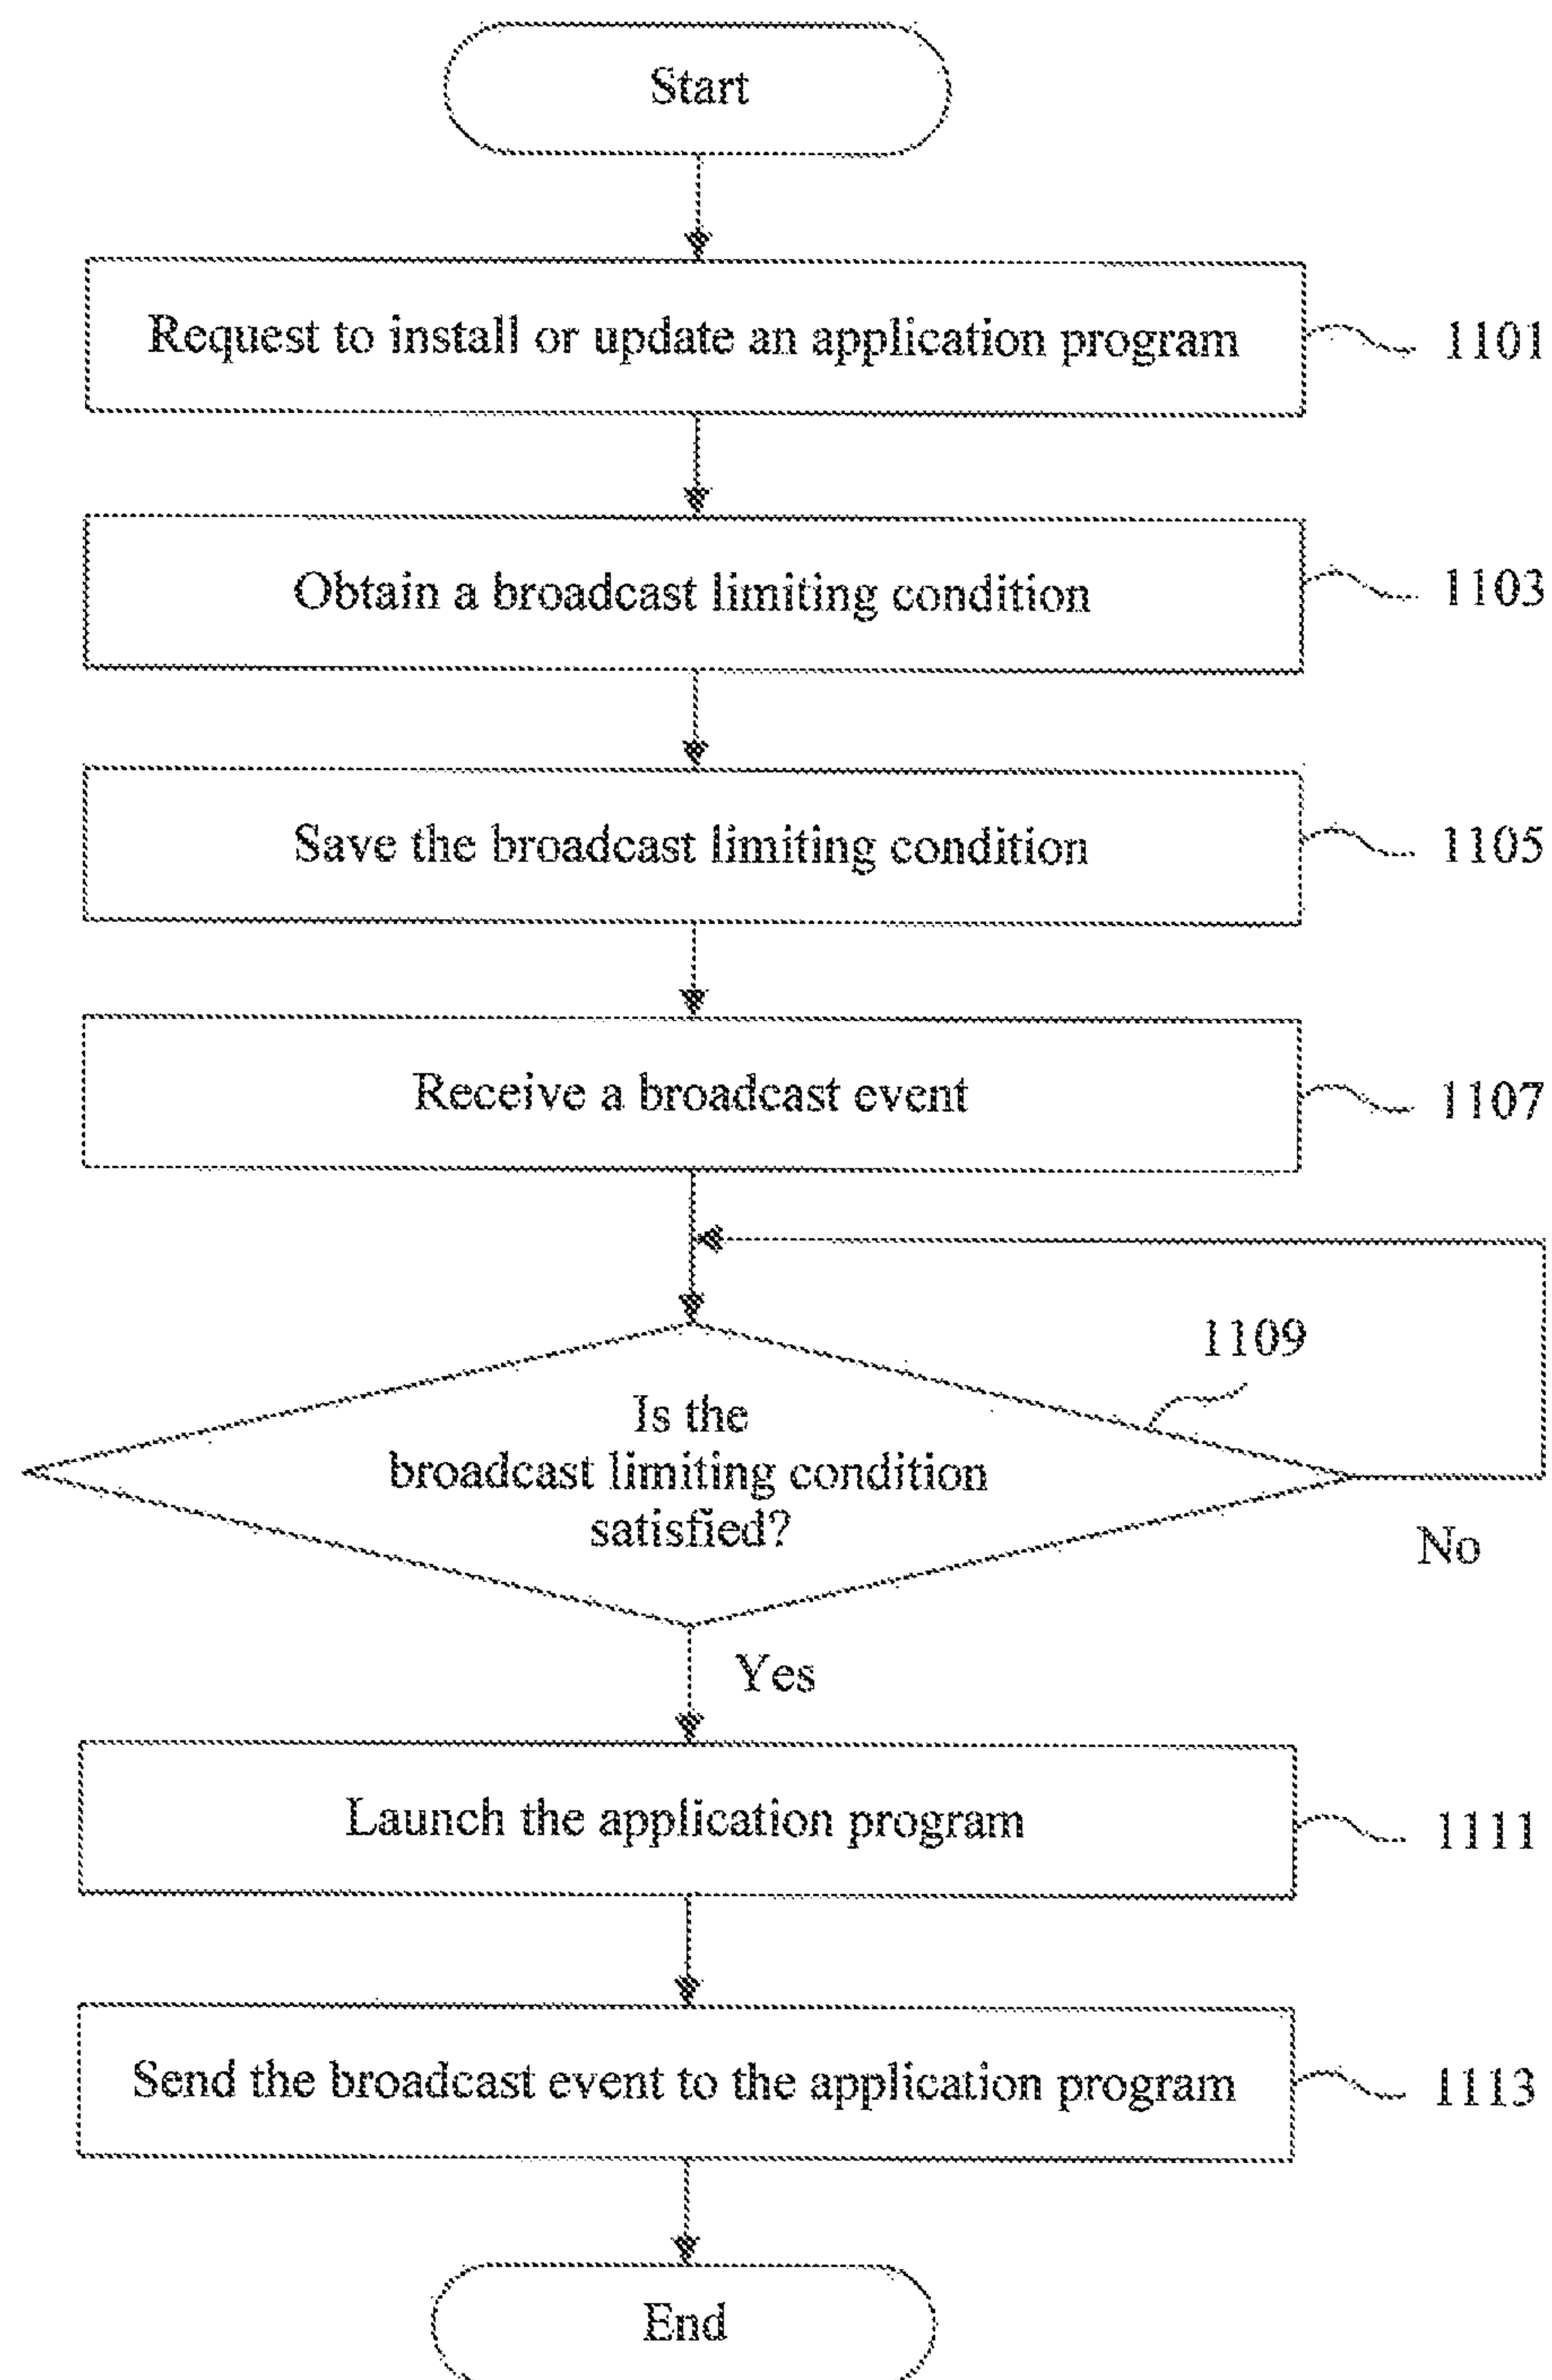 Start
Request to install or update an application program
1101
Obtain a broadcast limiting condition
1103
Save the broadcast limiting condition
1105
Receive a broadcast event
1107
1109
Is the
broadcast limiting condition
satisfied?
No
Yes
Launch the application program
1111
Send the broadcast event to the application program
1113
End